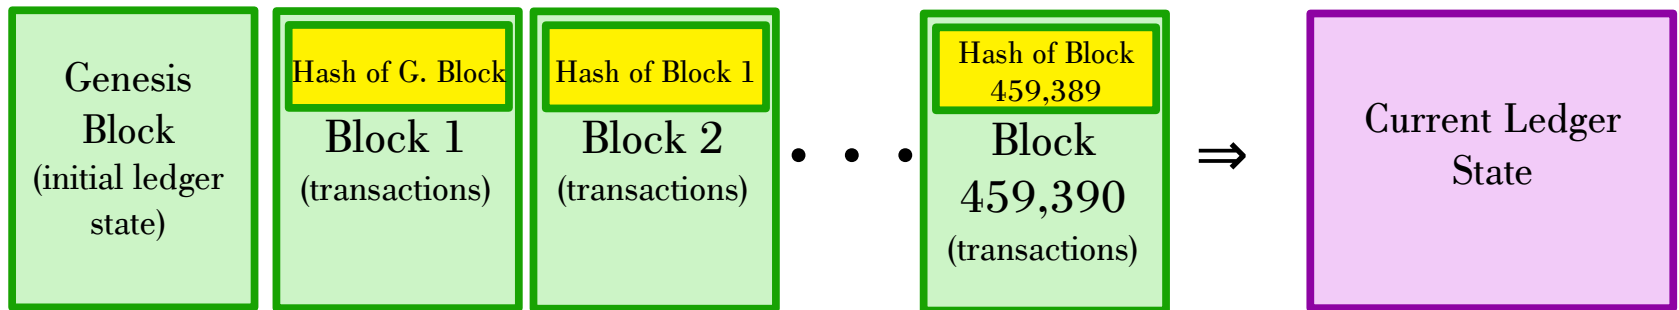 Genesis
Block
(initial ledger
state)
Hash of G. Block
Block 1
(transactions)
Hash of Block 1
Block 2
(transactions)
• • •
Hash of Block
459,389
Block
459,390
(transactions)
⇒
Current Ledger
State